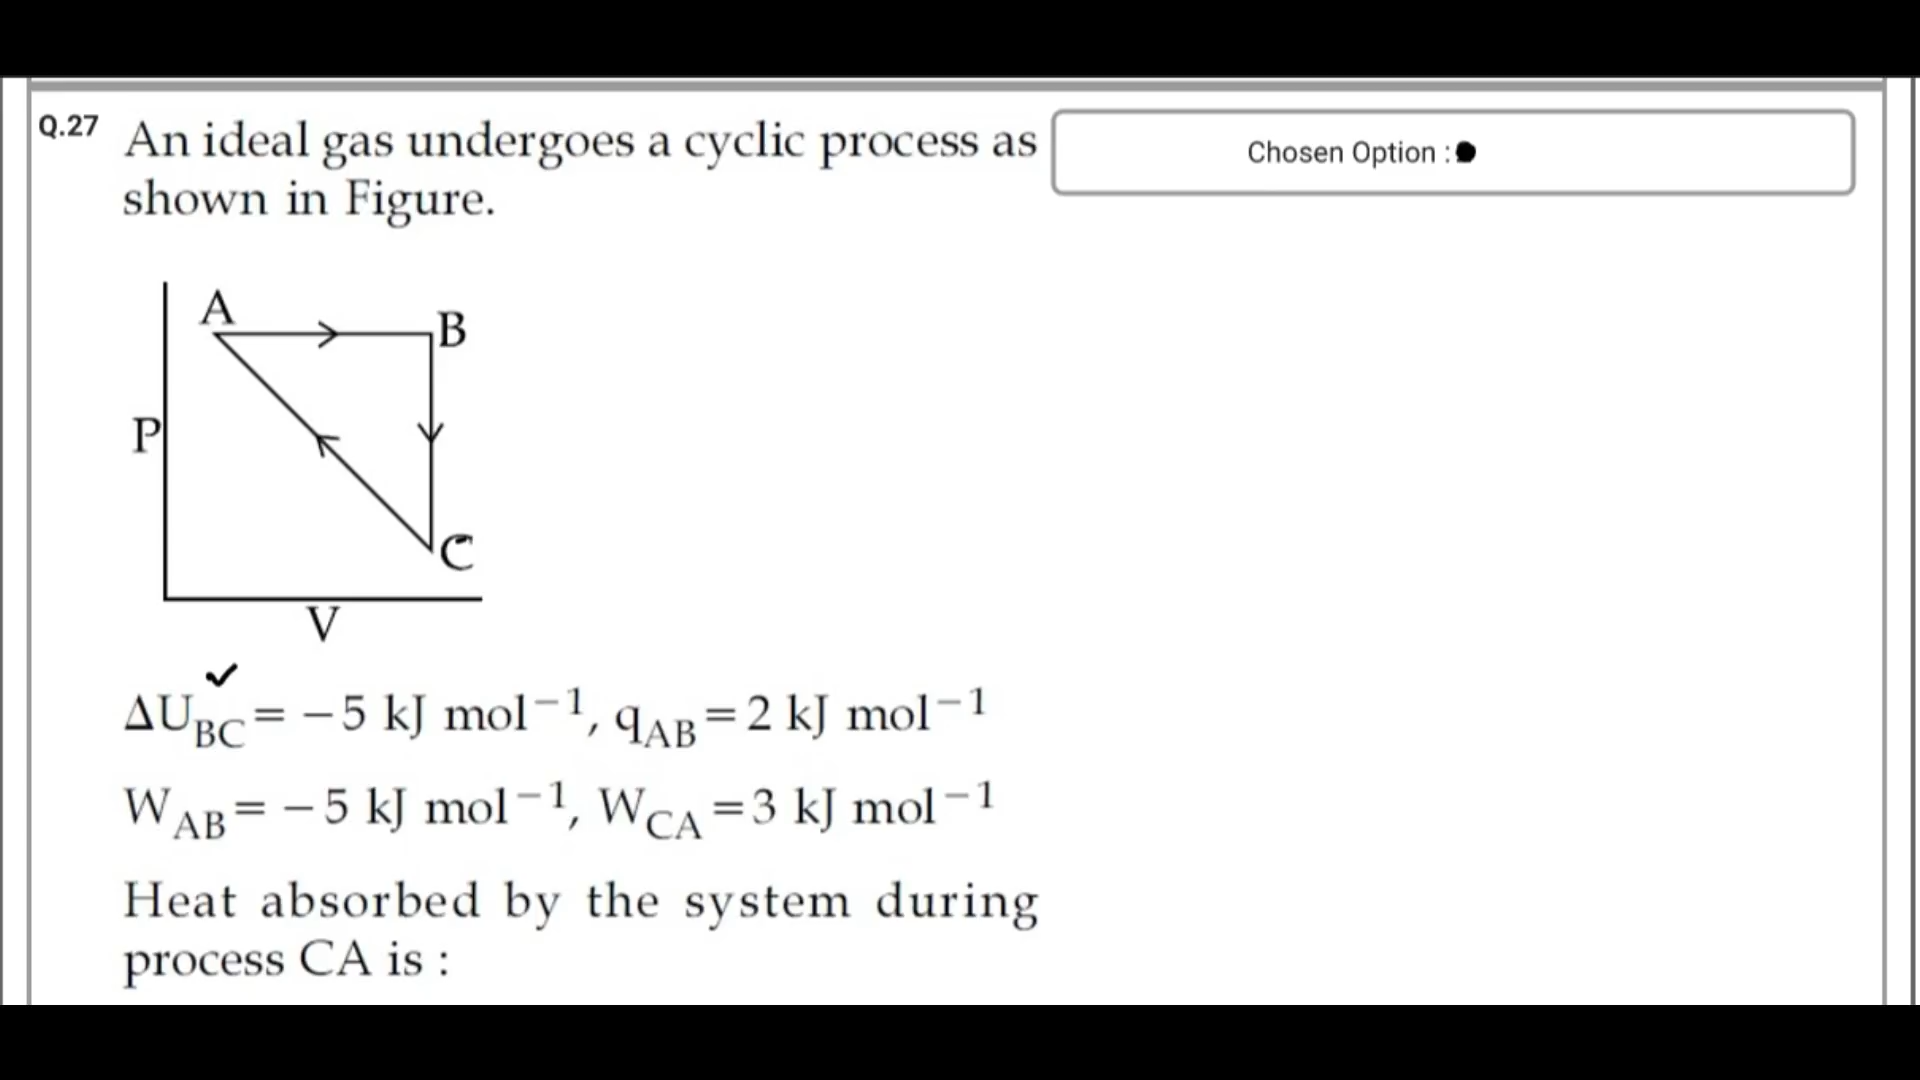 Q.27 An ideal gas undergoes a cyclic process as
Chosen Option :
shown in Figure.
A
B
P
C
V
ΔU_BC = −5 kJ mol⁻¹, q_AB = 2 kJ mol⁻¹
W_AB = −5 kJ mol⁻¹, W_CA = 3 kJ mol⁻¹
Heat absorbed by the system during
process CA is :